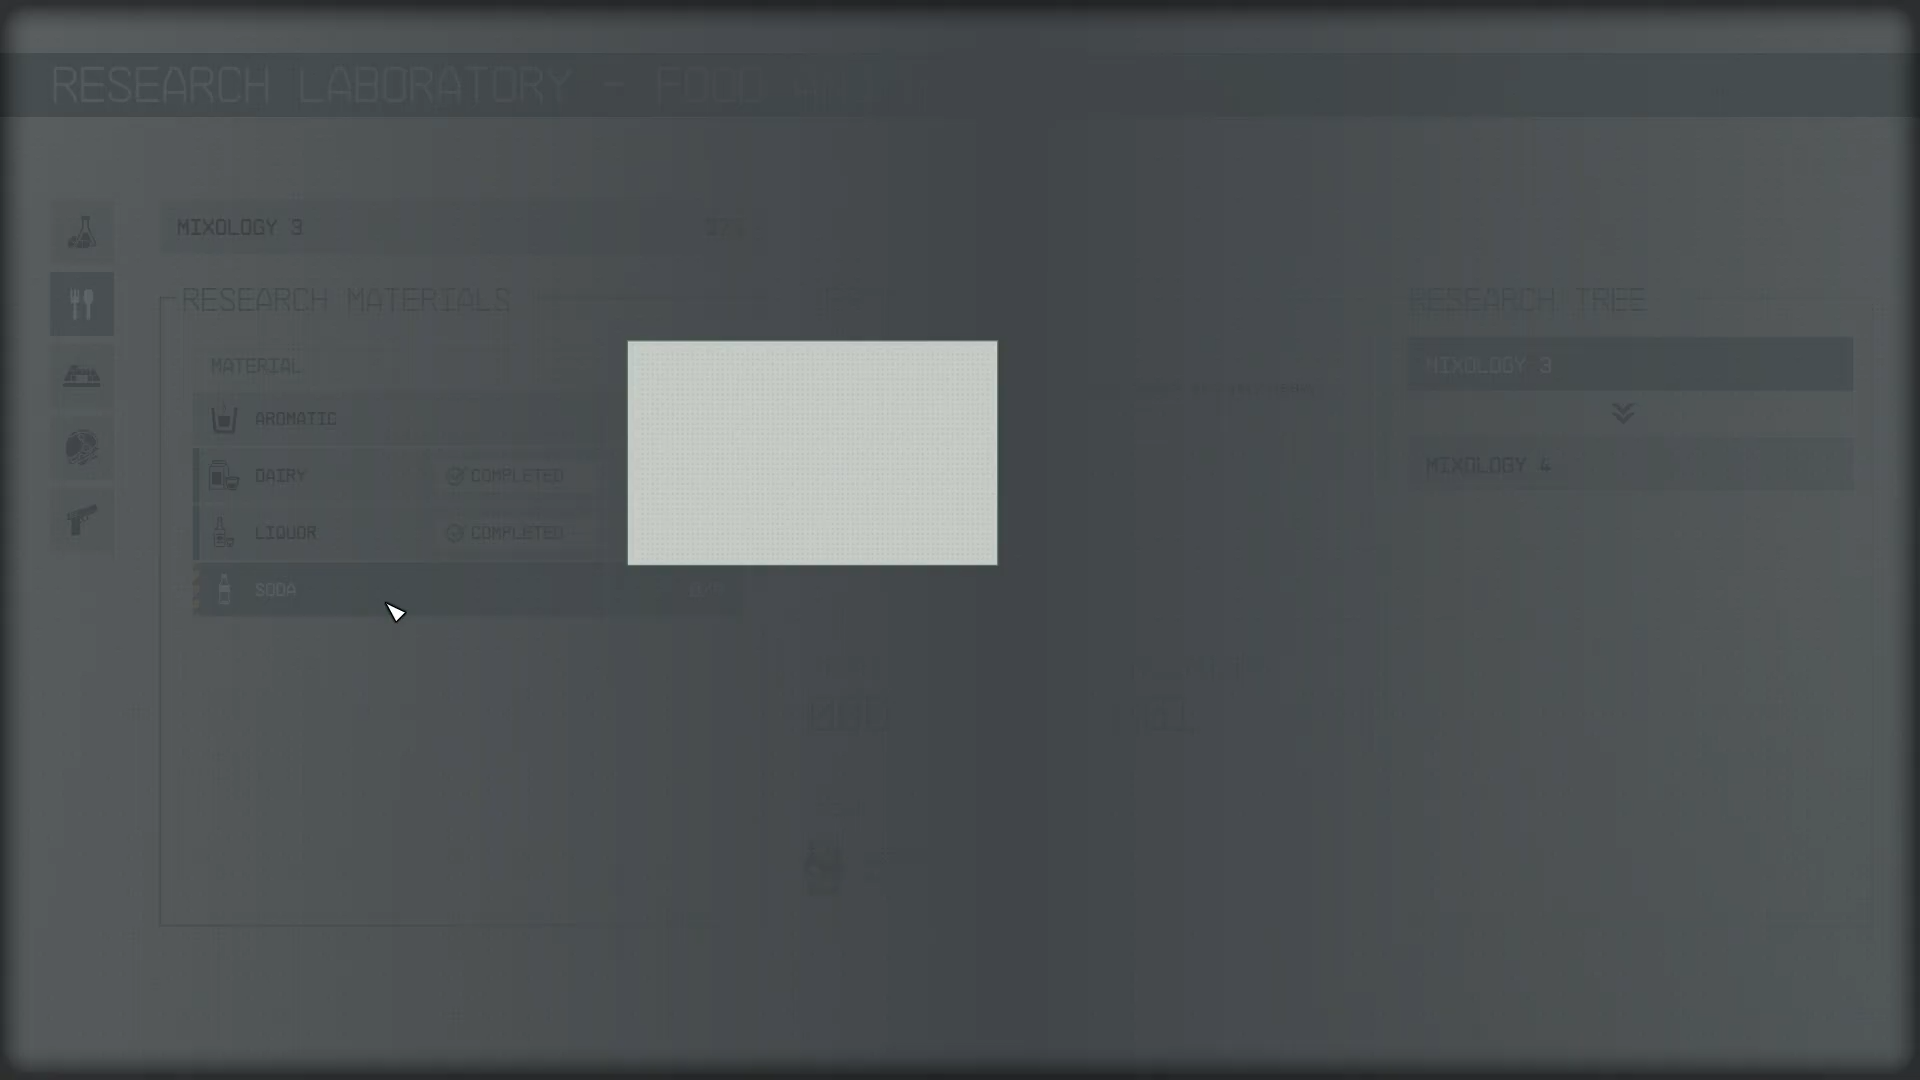 RESEARCH LABORATORY - FOOD
MIXOLOGY 3
RESEARCH MATERIALS
MATERIAL
AROMATIC
DAIRY
COMPLETED
LIQUOR
COMPLETED
SODA
RESEARCH TREE
MIXOLOGY 3
MIXOLOGY 4